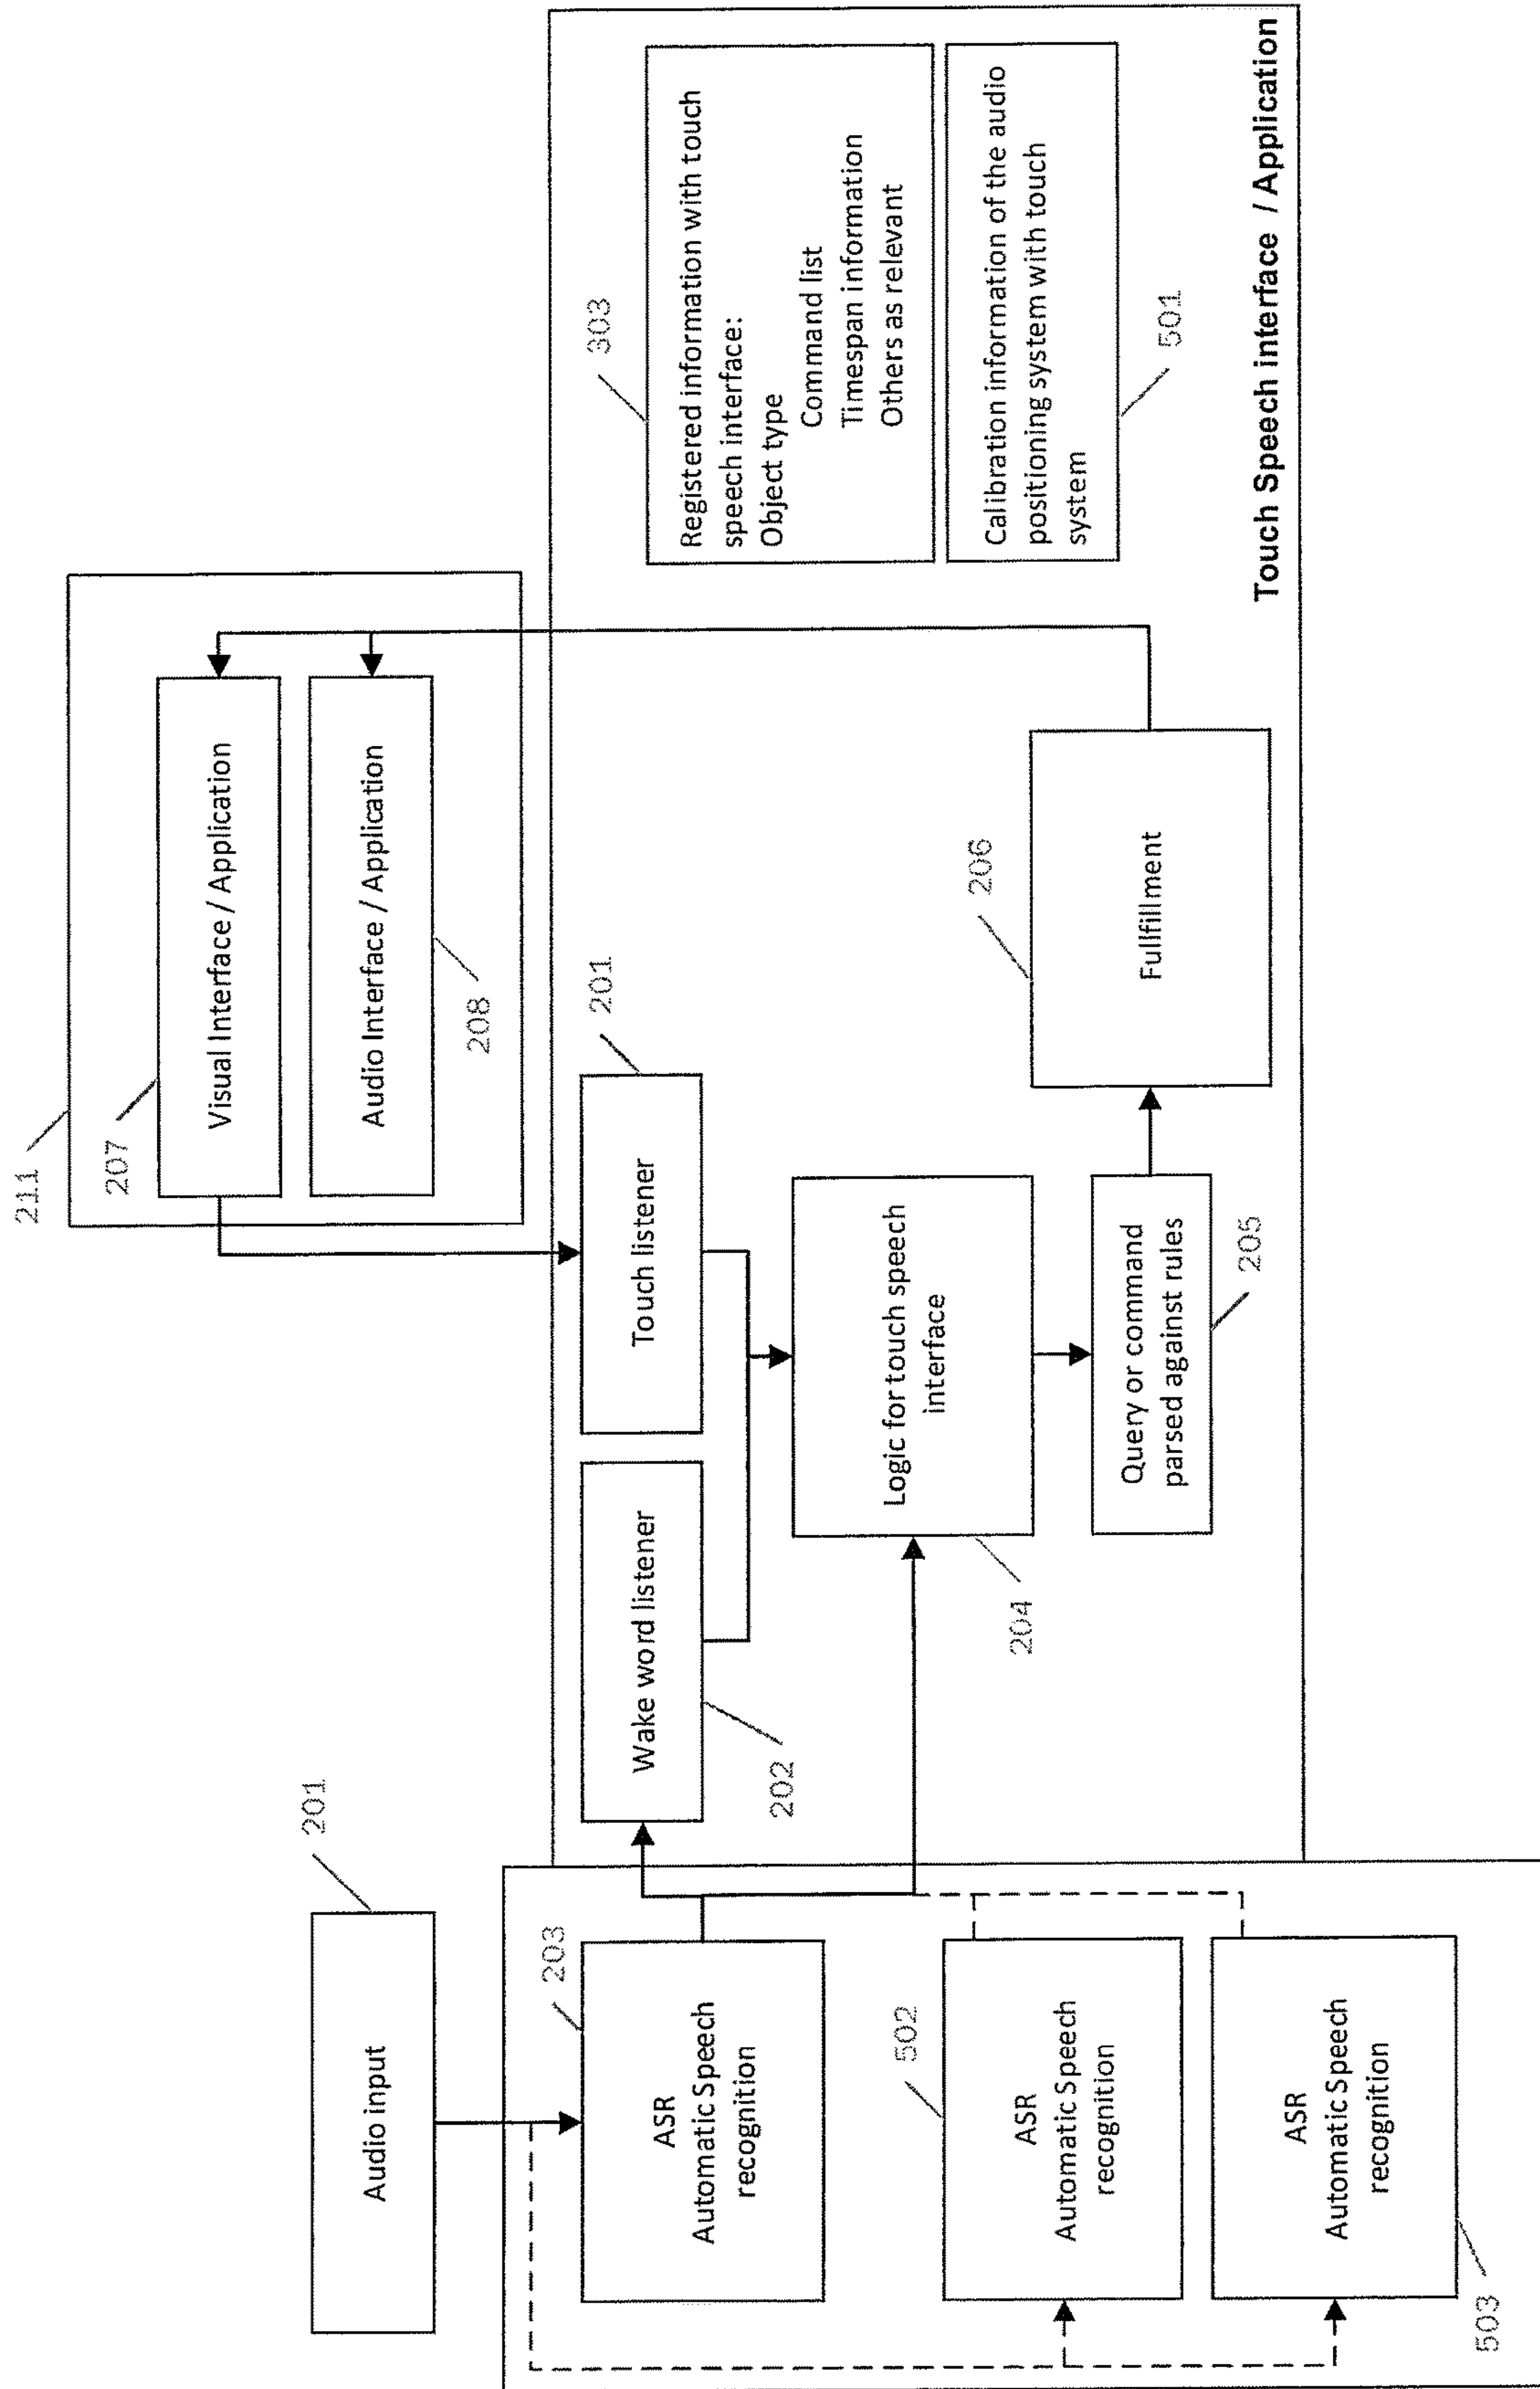 211
207
Visual Interface / Application
Audio Interface / Application
208
201
Audio input
203
ASR
Automatic Speech
recognition
502
ASR
Automatic Speech
recognition
ASR
Automatic Speech
recognition
503
Wake word listener
202
201
Touch listener
Logic for touch speech
interface
204
Query or command
parsed against rules
205
206
Fullfillment
303
Registered information with touch
speech interface:
Object type
Command list
Timespan information
Others as relevant
Calibration information of the audio
positioning system with touch
system
501
Touch Speech interface / Application